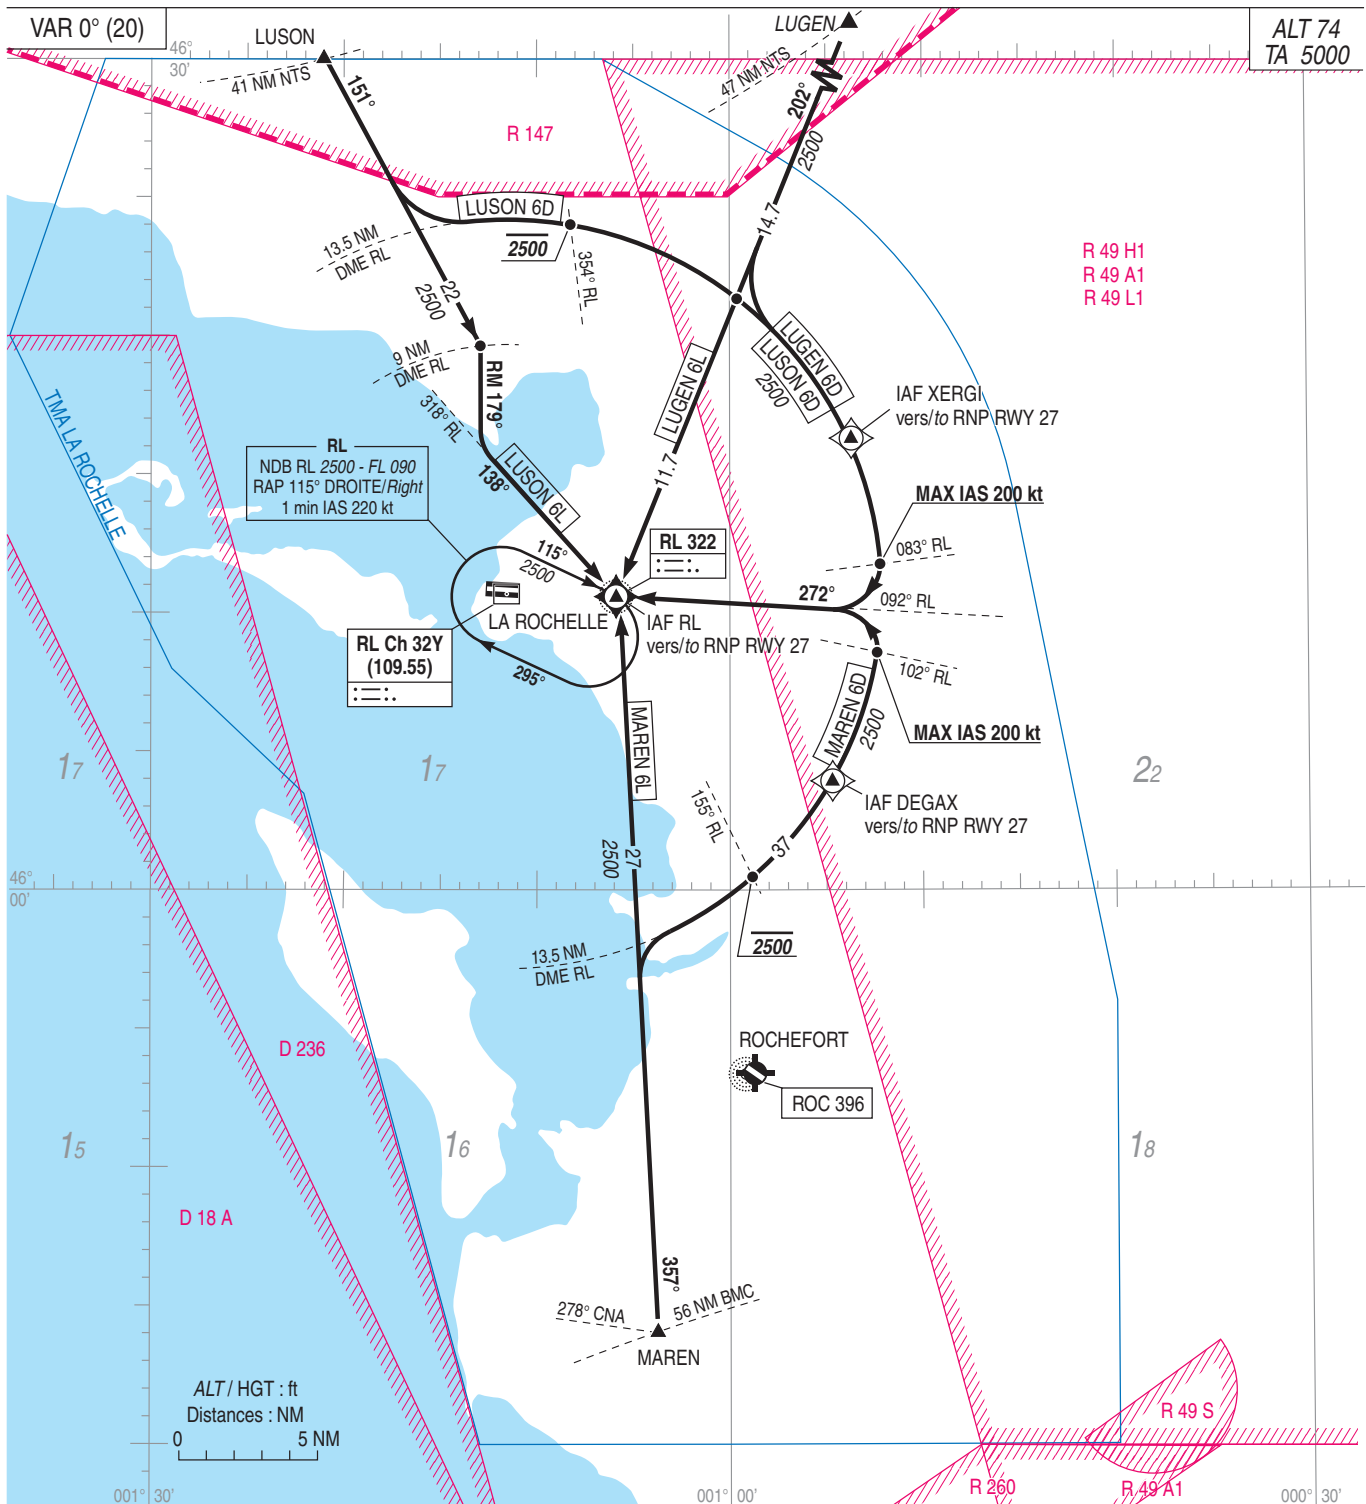 VAR 0° (20)
LUSON
46°
30'
41 NM NTS
LUGEN
47 NM NTS
ALT 74
TA 5000
151°
202°
2500
R 147
LUSON 6D
2500
14.7
13.5 NM
DME RL
354° RL
R 49 H1
R 49 A1
R 49 L1
22
2500
9 NM
DME RL
RM 179°
318° RL
LUGEN 6D
LUSON 6D
2500
LUGEN 6L
11.7
IAF XERGI
vers/to RNP RWY 27
TMA LA ROCHELLE
RL
NDB RL 2500 - FL 090
RAP 115° DROITE/Right
1 min IAS 220 kt
138°
LUSON 6L
MAX IAS 200 kt
RL 322
115°
2500
083° RL
272°
092° RL
LA ROCHELLE
IAF RL
vers/to RNP RWY 27
RL Ch 32Y
(109.55)
295°
102° RL
MAREN 6D
2500
MAX IAS 200 kt
MAREN 6L
17
17
22
155° RL
IAF DEGAX
vers/to RNP RWY 27
27
2500
37
46°
00'
2500
13.5 NM
DME RL
D 236
ROCHEFORT
ROC 396
15
16
18
D 18 A
357°
278° CNA
56 NM BMC
MAREN
ALT / HGT : ft
Distances : NM
0
5 NM
R 49 S
R 260
R 49 A1
001° 30'
001° 00'
000° 30'